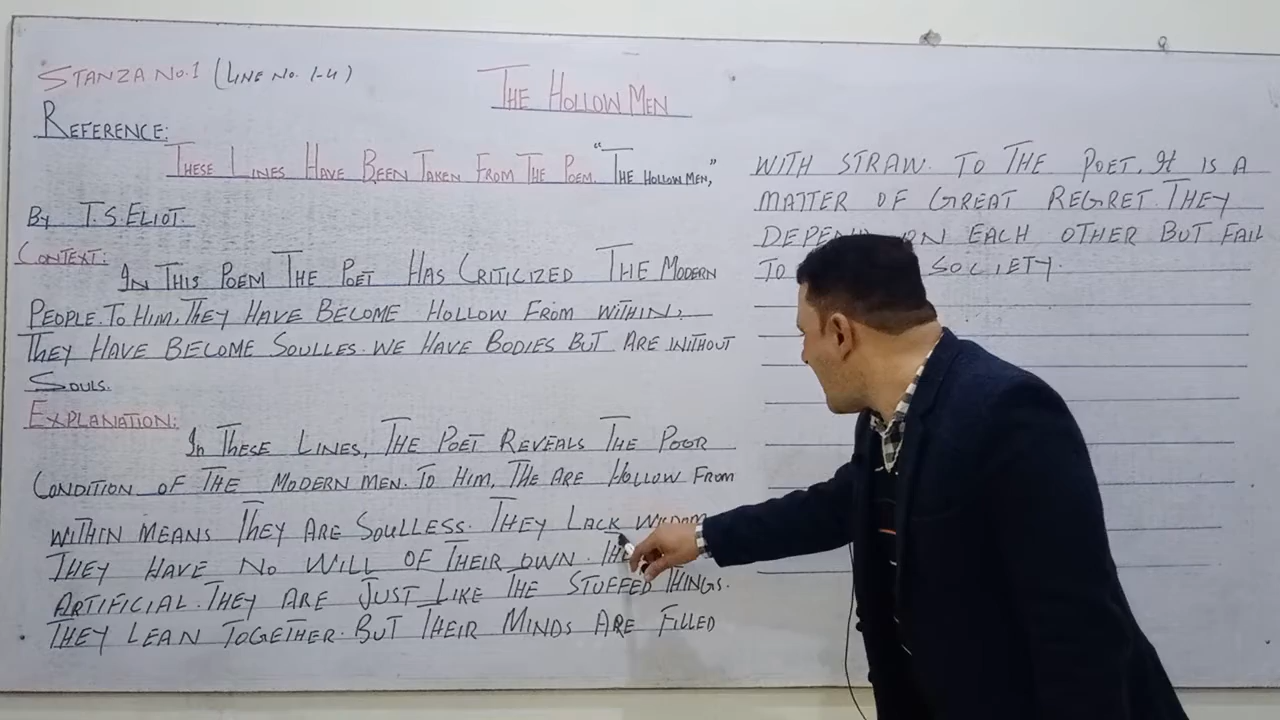 STANZA NO.1 (LINE NO. 1-4)
THE HOLLOW MEN
REFERENCE:
THESE LINES HAVE BEEN TAKEN FROM THE POEM. "THE HOLLOW MEN,"
BY T.S.ELIOT.
CONTEXT:
IN THIS POEM THE POET HAS CRITICIZED THE MODERN
PEOPLE. TO HIM, THEY HAVE BECOME HOLLOW FROM WITHIN,
THEY HAVE BECOME SOULLES. WE HAVE BODIES BUT ARE WITHOUT
SOULS.
EXPLANATION:
IN THESE LINES, THE POET REVEALS THE POOR
CONDITION OF THE MODERN MEN. TO HIM, THE ARE HOLLOW FROM
WITHIN MEANS THEY ARE SOULLESS. THEY LACK WISDOM
THEY HAVE NO WILL OF THEIR OWN.
ARTIFICIAL. THEY ARE JUST LIKE THE STUFFED THINGS.
THEY LEAN TOGETHER. BUT THEIR MINDS ARE FILLED
WITH STRAW. TO THE POET, It IS A
MATTER OF GREAT REGRET. THEY
ON EACH OTHER BUT FAIL
TO SOCIETY.